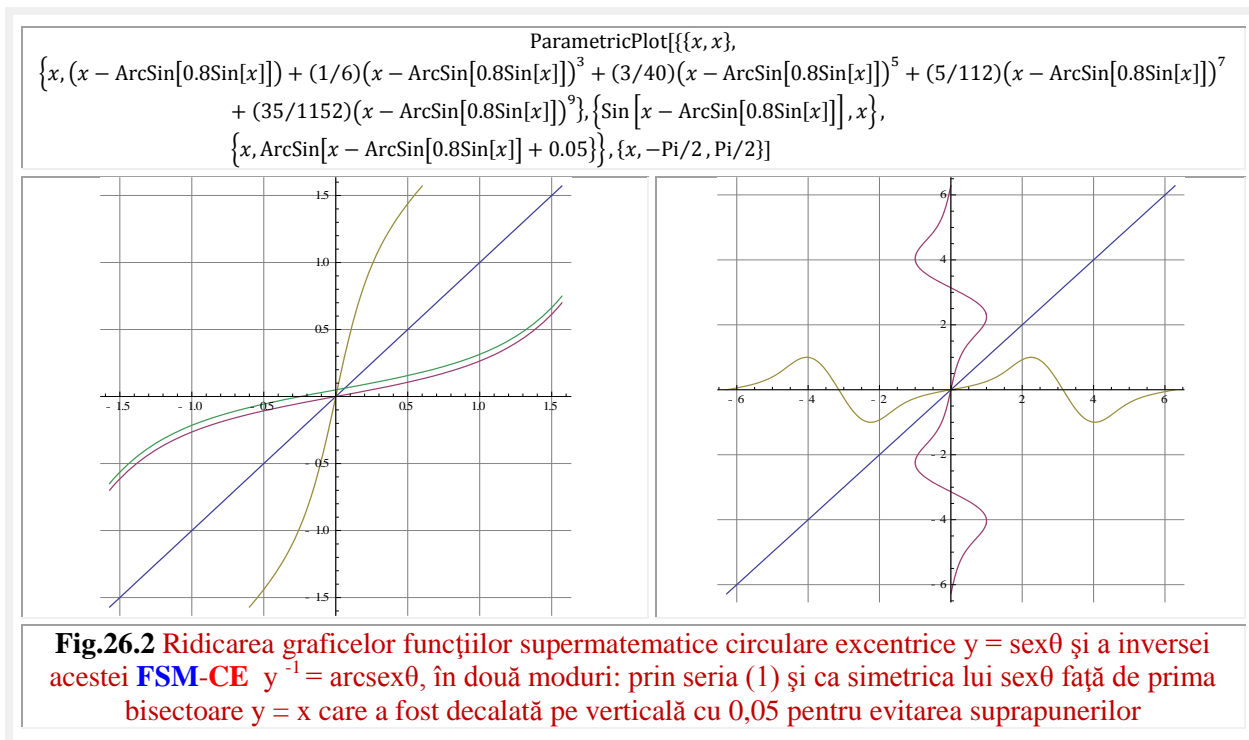 ParametricPlot[{{x, x},
{x, (x − ArcSin[0.8Sin[x]]) + (1/6)(x − ArcSin[0.8Sin[x]])³ + (3/40)(x − ArcSin[0.8Sin[x]])⁵ + (5/112)(x − ArcSin[0.8Sin[x]])⁷
+ (35/1152)(x − ArcSin[0.8Sin[x]])⁹}, {Sin[x − ArcSin[0.8Sin[x]]], x},
{x, ArcSin[x − ArcSin[0.8Sin[x]] + 0.05}}, {x, −Pi/2, Pi/2}]
1.5
1.0
0.5
- 1.5 - 1.0 - 0.5 0.5 1.0 1.5
- 0.5
- 1.0
- 1.5
6
4
2
- 6 - 4 - 2 2 4 6
- 2
- 4
- 6
Fig.26.2 Ridicarea graficelor funcţiilor supermatematice circulare excentrice y = sexθ şi a inversei
acestei FSM-CE y ⁻¹ = arcsexθ, în două moduri: prin seria (1) şi ca simetrica lui sexθ faţă de prima
bisectoare y = x care a fost decalată pe verticală cu 0,05 pentru evitarea suprapunerilor